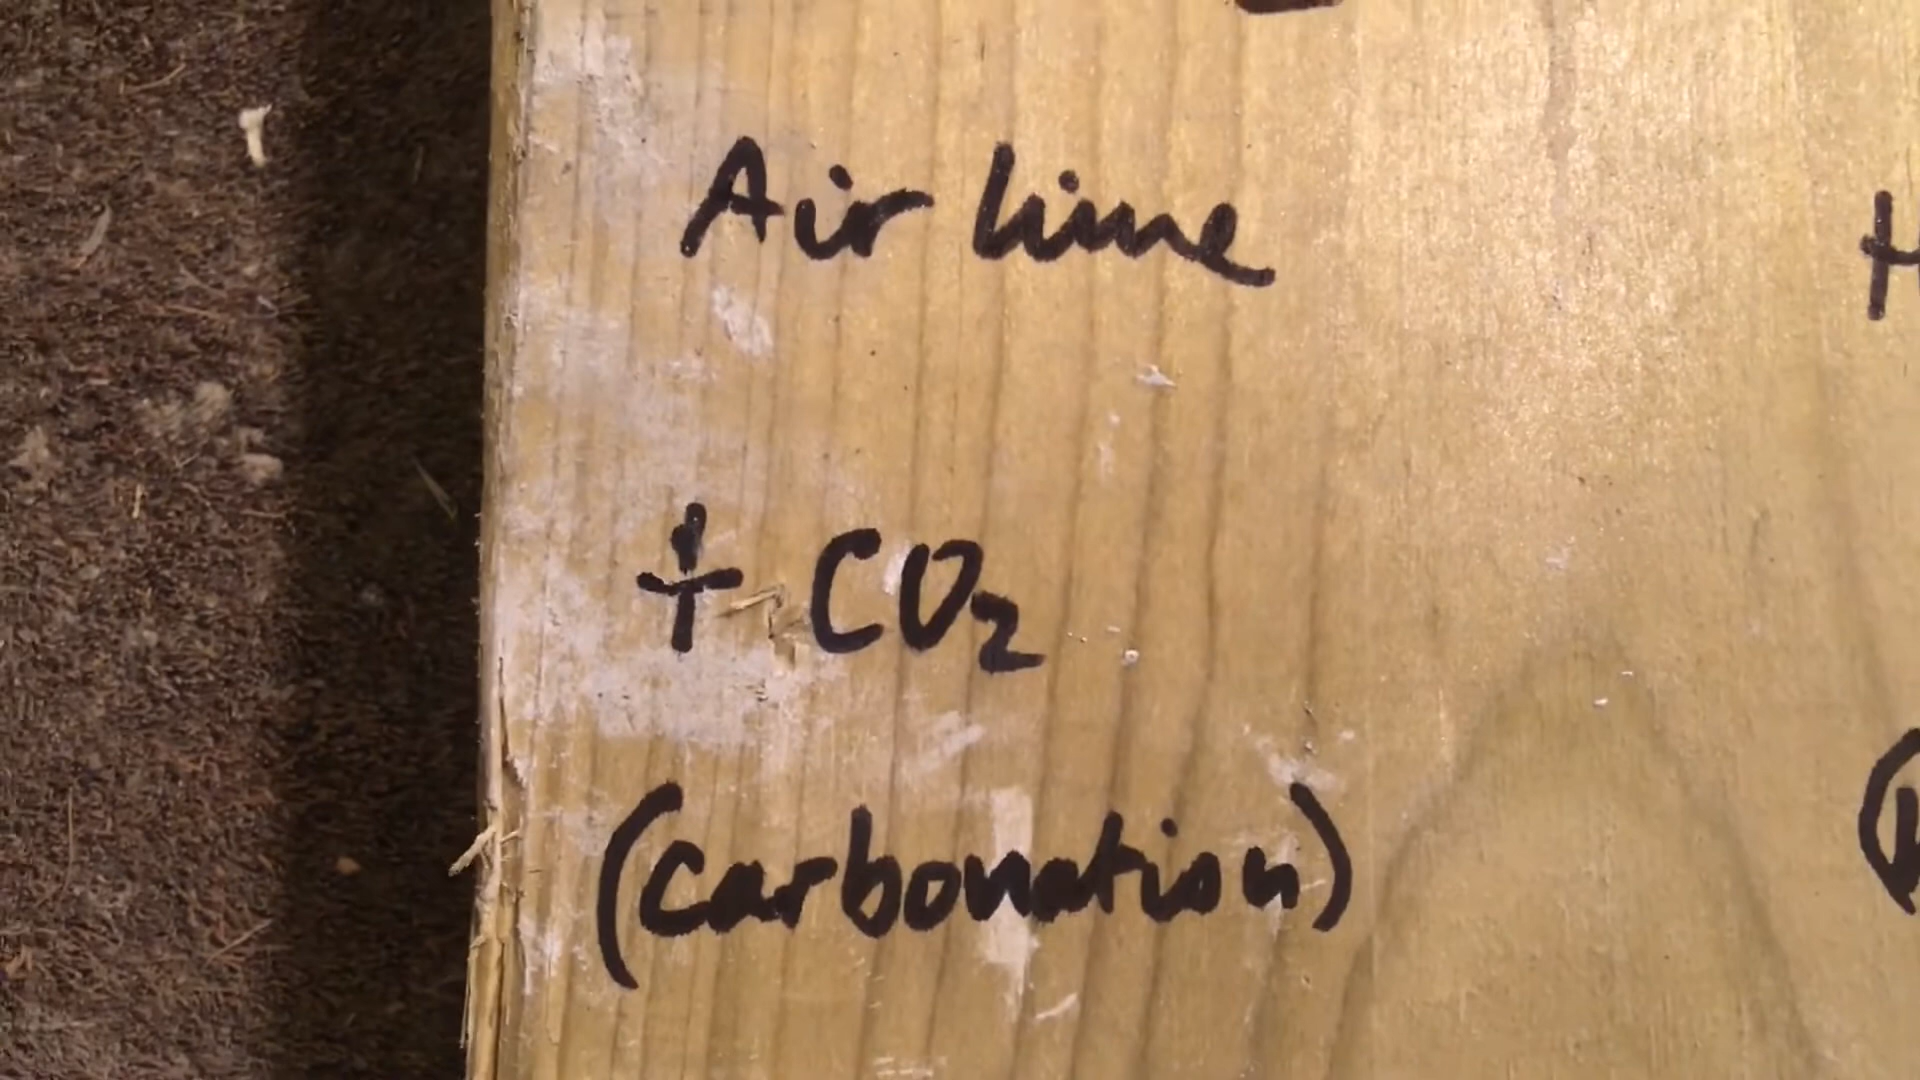 Air lime
+ CO₂
(carbonation)